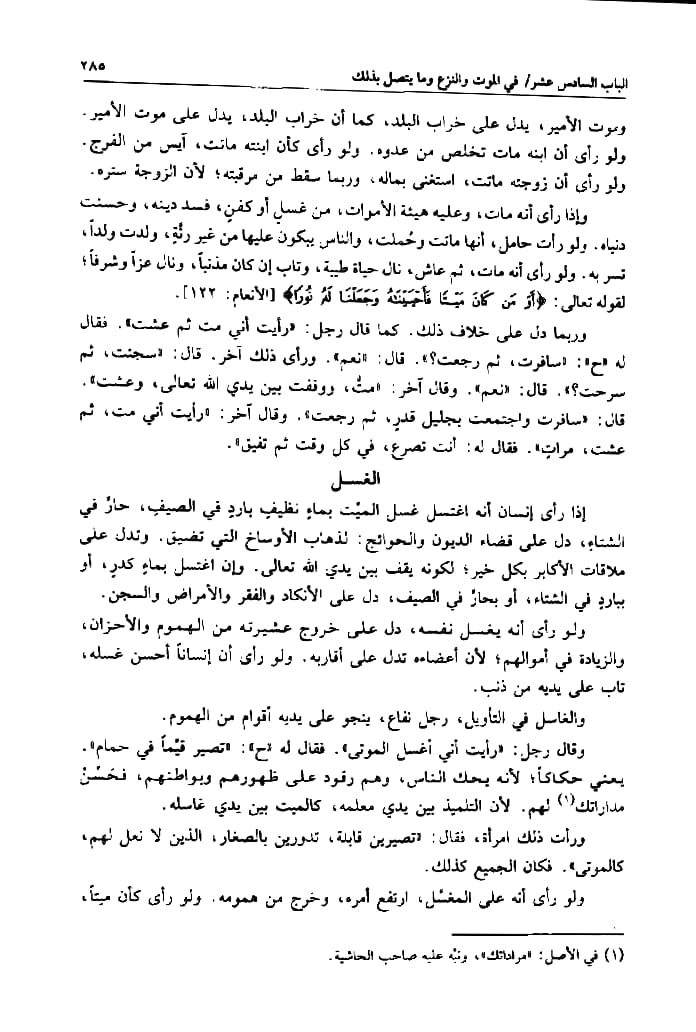 الباب السادس عشر/ في الموت والنزع وما يتصل بذلك ٢٨٥
وموت الأمير، يدل على خراب البلد، كما أن خراب البلد، يدل على موت الأمير.
ولو رأى أن ابنه مات تخلص من عدوه. ولو رأى كأن ابنته ماتت، آيس من الفرج.
ولو رأى أن زوجته ماتت، استغنى بماله، وربما سقط من مرقبته؛ لأن الزوجة ستره.
وإذا رأى أنه مات، وعليه هيئة الأموات، من غسل أو كفن، فسد دينه، وحسنت
دنياه. ولو رأت حامل، أنها ماتت وحُملت، والناس يبكون عليها من غير رنَّةٍ، ولدت ولداً،
تسر به. ولو رأى أنه مات، ثم عاش، نال حياة طيبة، وتاب إن كان مذنباً، ونال عزاً وشرفاً؛
لقوله تعالى: ﴿أَوَ مَن كَانَ مَيْتًا فَأَحْيَيْنَهُ وَجَعَلْنَا لَهُ نُورًا﴾ [الأنعام: ١٢٢].
وربما دل على خلاف ذلك. كما قال رجل: «رأيت أني مت ثم عشت». فقال
له «ح»: «سافرت، ثم رجعت؟». قال: «نعم». ورأى ذلك آخر. قال: «سجنت، ثم
سرحت؟». قال: «نعم». وقال آخر: «متُّ، ووقفت بين يدي الله تعالى، وعشت».
قال: «سافرت واجتمعت بجليل قدرٍ، ثم رجعت». وقال آخر: «رأيت أني مت، ثم
عشت، مراتٍ». فقال له: أنت تصرع، في كل وقت ثم تفيق».
الغسل
إذا رأى إنسان أنه اغتسل غسل الميّت بماءٍ نظيفٍ باردٍ في الصيف، حارٌ في
الشتاء، دل على قضاء الديون والحوائج: لذهاب الأوساخ التي تضيق. وتدل على
ملاقات الأكابر بكل خير؛ لكونه يقف بين يدي الله تعالى. وإن اغتسل بماءٍ كدرٍ، أو
بباردٍ في الشتاء، أو بحارٌ في الصيف، دل على الأنكاد والفقر والأمراض والسجن.
ولو رأى أنه يغسل نفسه، دل على خروج عشيرته من الهموم والأحزان،
والزيادة في أموالهم؛ لأن أعضاءه تدل على أقاربه. ولو رأى أن إنساناً أحسن غسله،
تاب على يديه من ذنب.
والغاسل في التأويل، رجل نفاع، ينجو على يديه أقوام من الهموم.
وقال رجل: «رأيت أني أغسل الموتى». فقال له «ح»: «تصير قيِّماً في حمام».
يعني حكاكاً؛ لأنه يحك الناس، وهم رقود على ظهورهم وبواطنهم، فحَسِّنْ
مداراتك(١) لهم. لأن التلميذ بين يدي معلمه، كالميت بين يدي غاسله.
ورأت ذلك امرأة، فقال: «تصيرين قابلة، تدورين بالصغار، الذين لا نعل لهم،
كالموتى». فكان الجميع كذلك.
ولو رأى أنه على المغسَل، ارتفع أمره، وخرج من همومه. ولو رأى كأن ميتاً،
(١) في الأصل: «مراداتك»، ونبَّه عليه صاحب الحاشية.